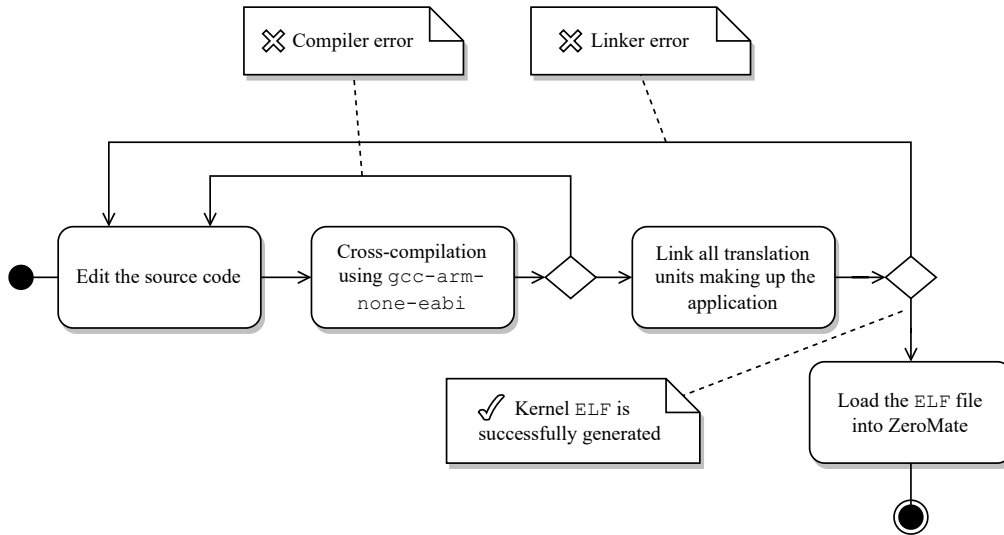 Compiler error
Linker error
Edit the source code
Cross-compilation
using gcc-arm-
none-eabi
Link all translation
units making up the
application
Kernel ELF is
successfully generated
Load the ELF file
into ZeroMate